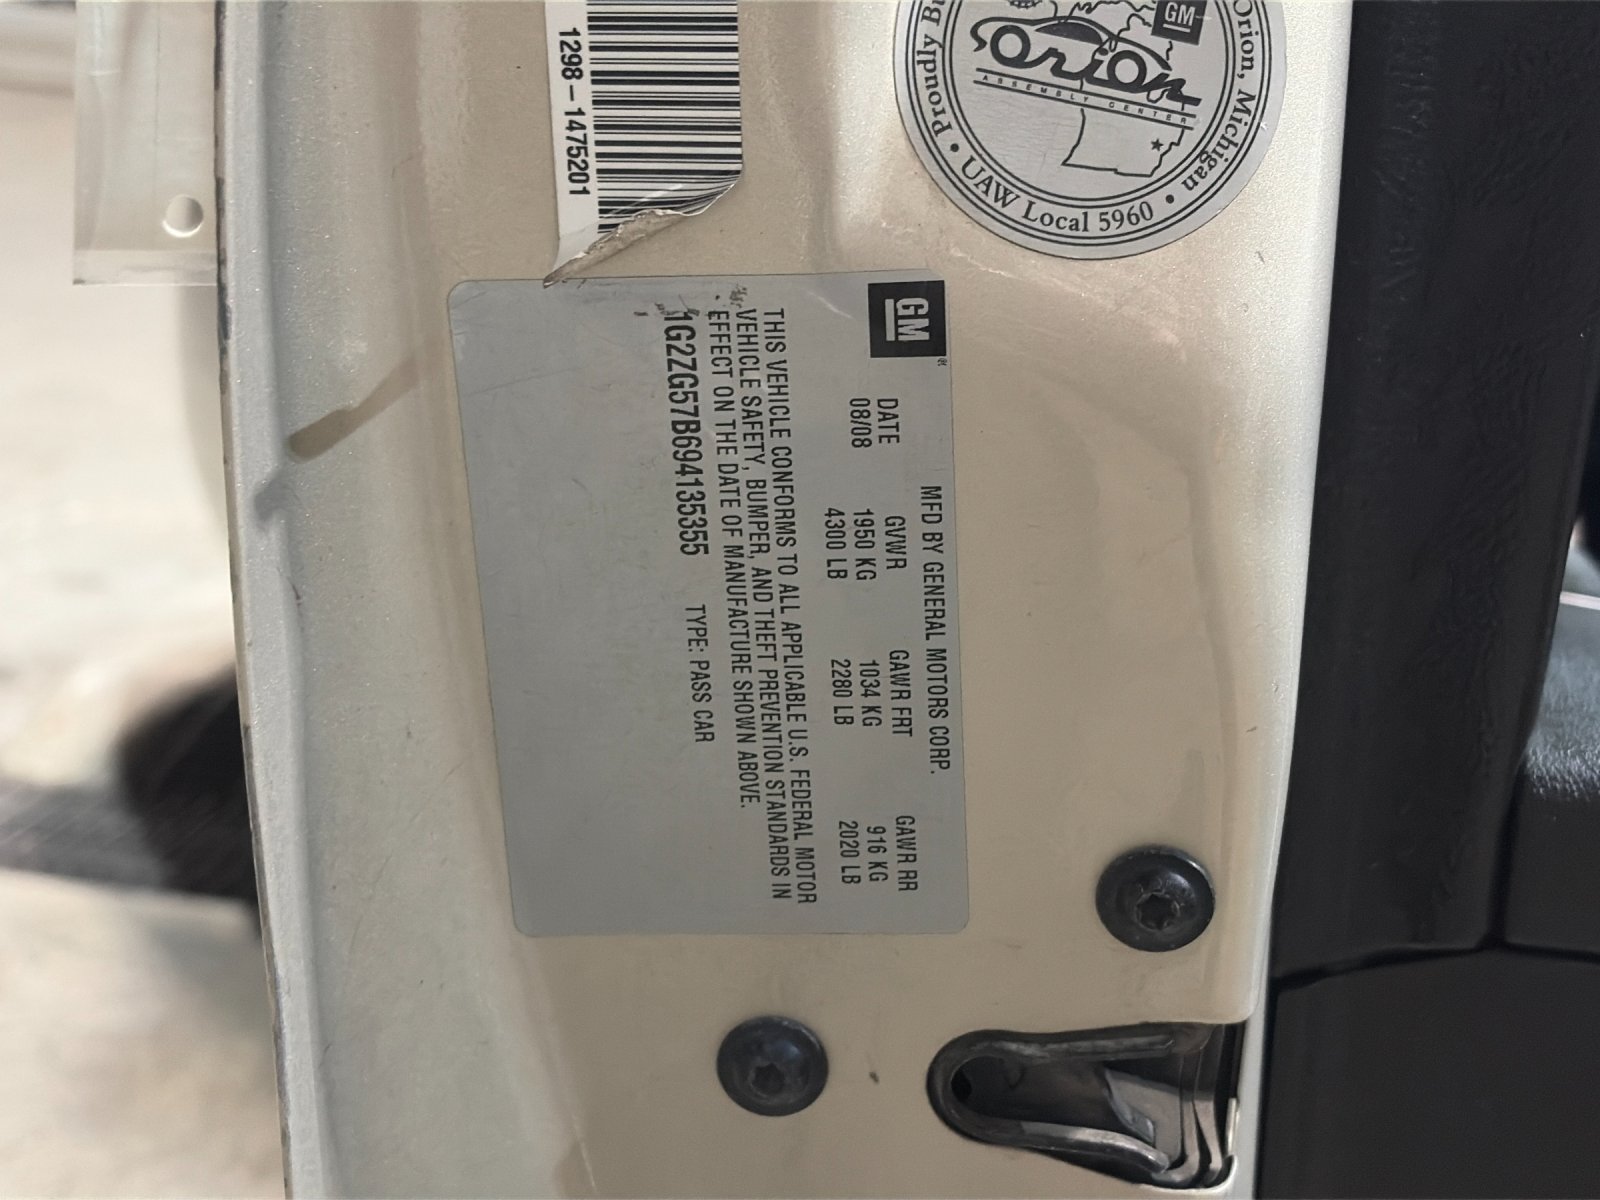 1298-1475201
Proudly Bu
Orion, Michigan
• UAW Local 5960 •
GM
Orion
ASSEMBLY CENTER
GM®
MFD BY GENERAL MOTORS CORP.
DATE GVWR GAWR FRT GAWR RR
08/08 1950 KG 1034 KG 916 KG
4300 LB 2280 LB 2020 LB
THIS VEHICLE CONFORMS TO ALL APPLICABLE U.S. FEDERAL MOTOR
VEHICLE SAFETY, BUMPER, AND THEFT PREVENTION STANDARDS IN
EFFECT ON THE DATE OF MANUFACTURE SHOWN ABOVE.
1G2ZG57B694135355 TYPE: PASS CAR